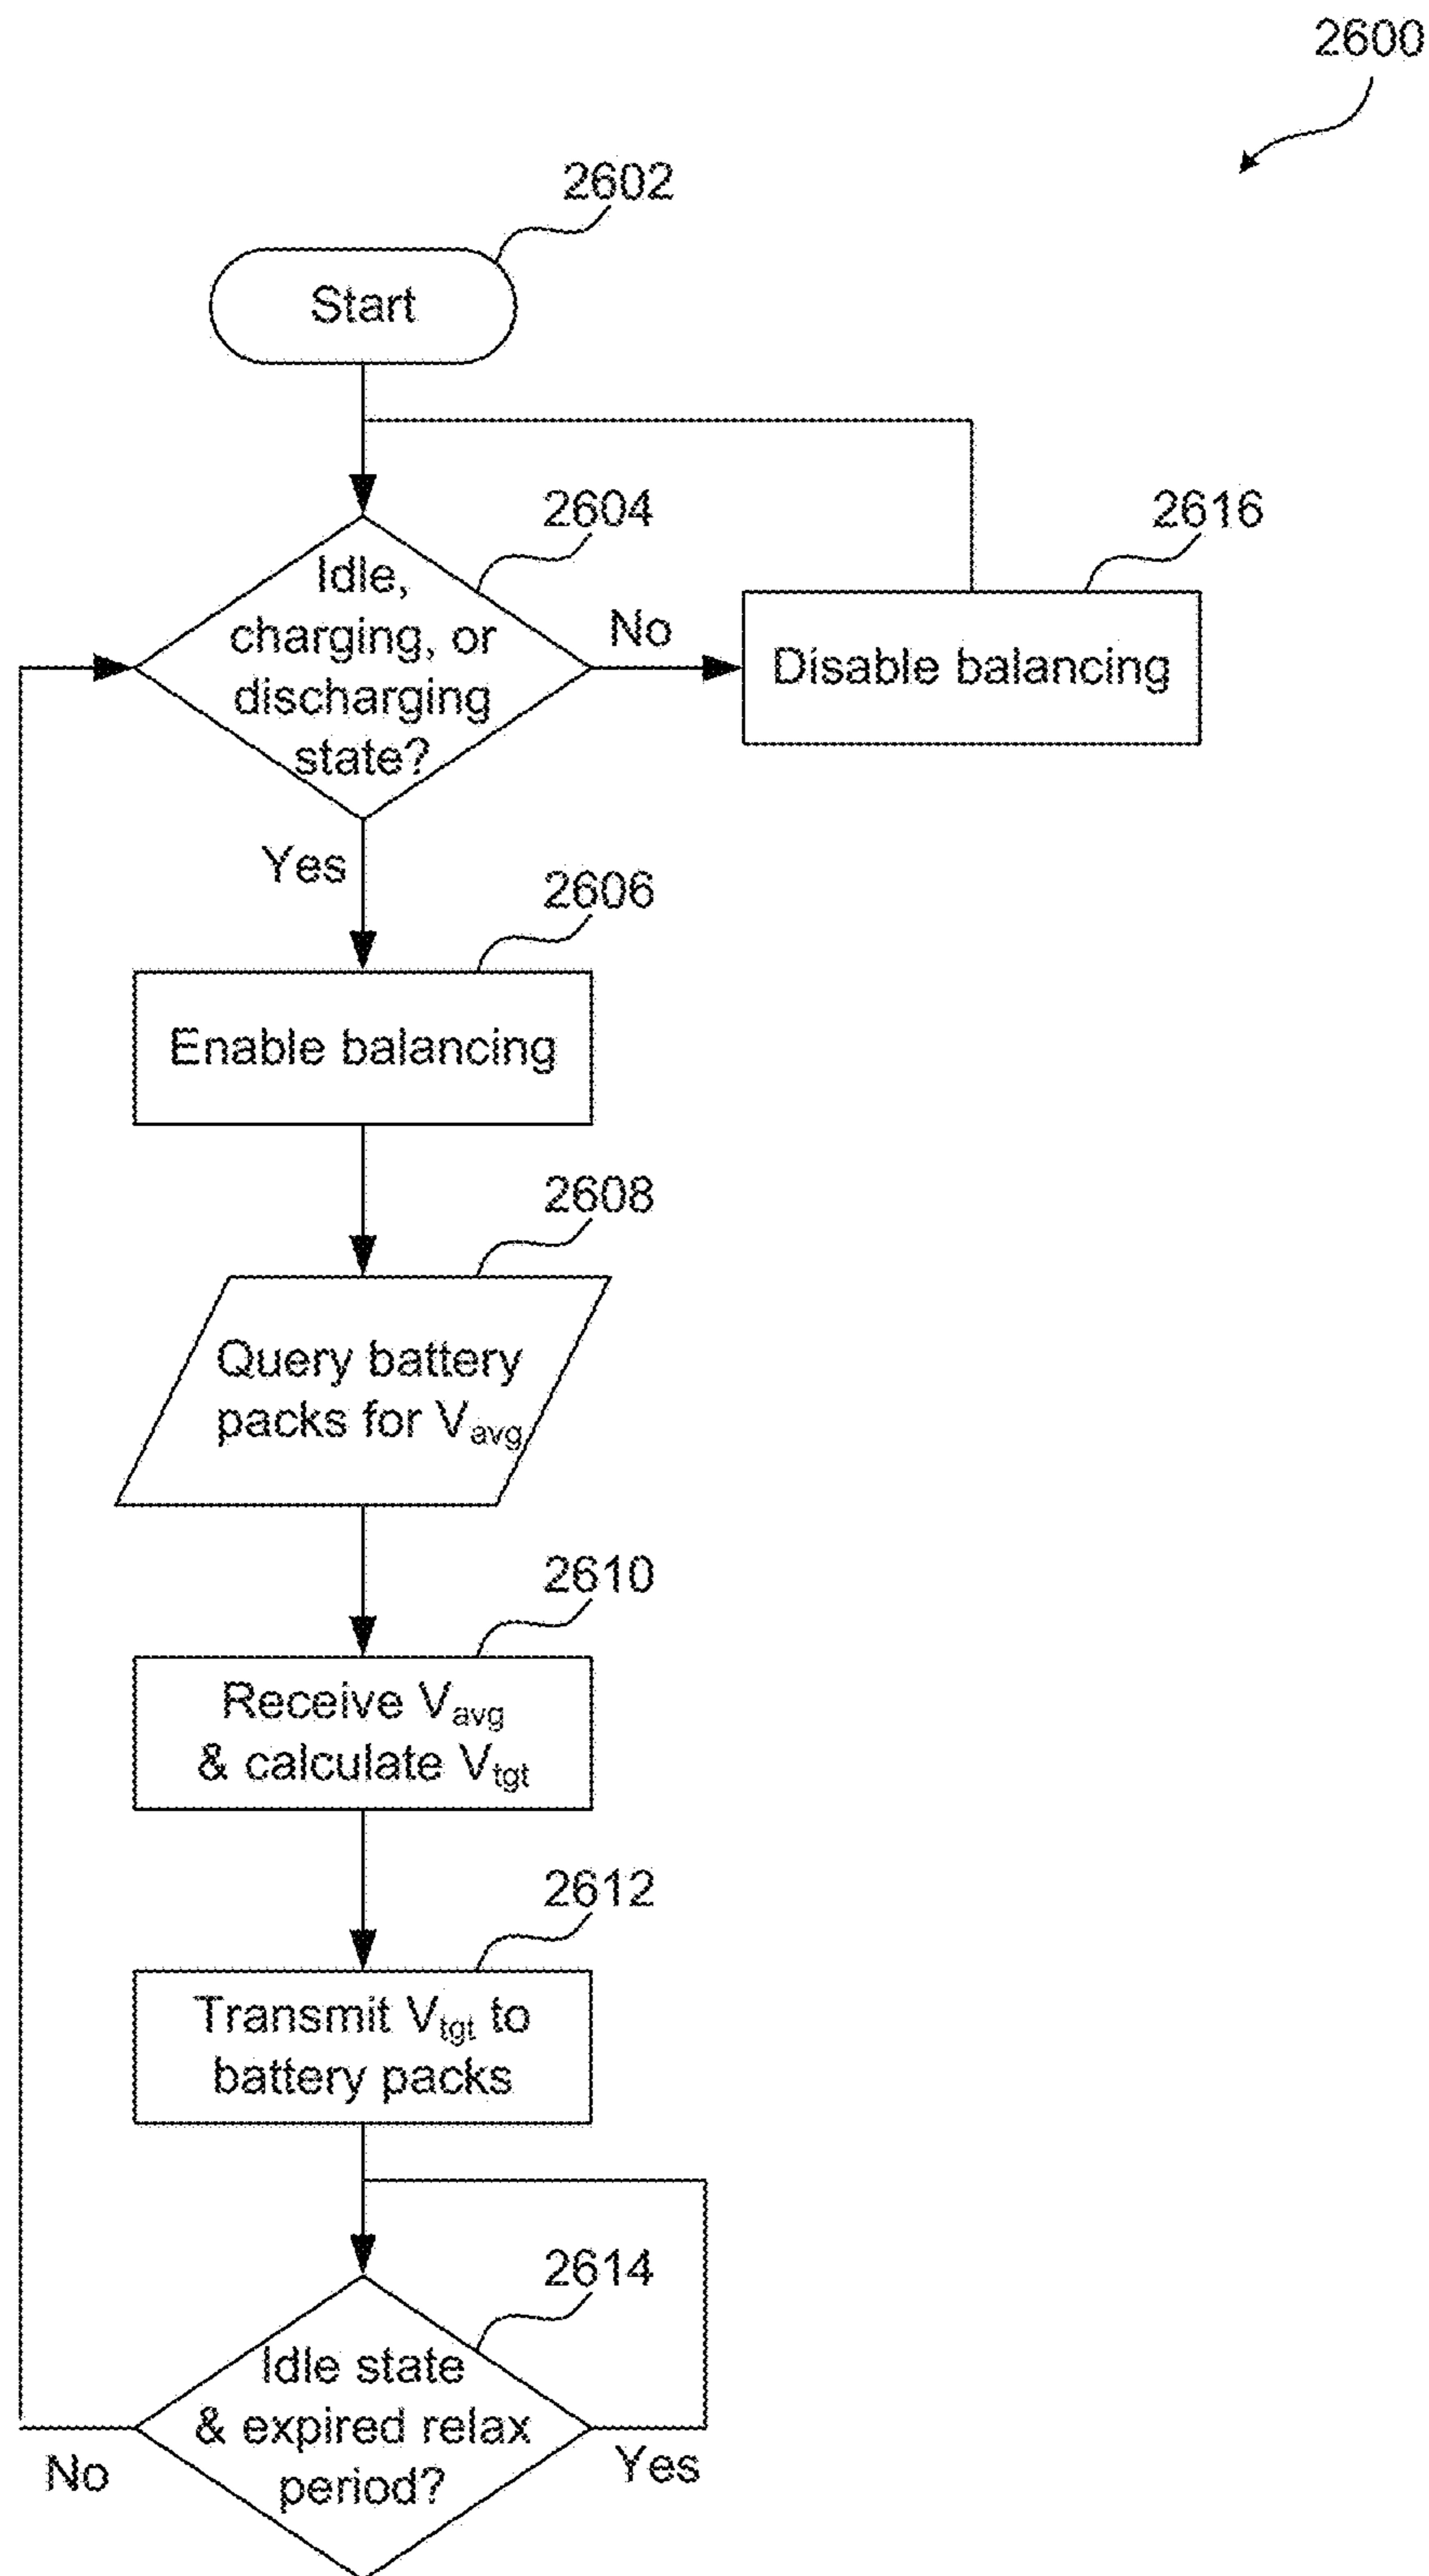 2600
2602
Start
2604
2616
Idle,
charging, or
discharging
state?
No
Disable balancing
Yes
2606
Enable balancing
2608
Query battery
packs for Vavg
2610
Receive Vavg
& calculate Vtgt
2612
Transmit Vtgt to
battery packs
2614
Idle state
& expired relax
period?
No
Yes